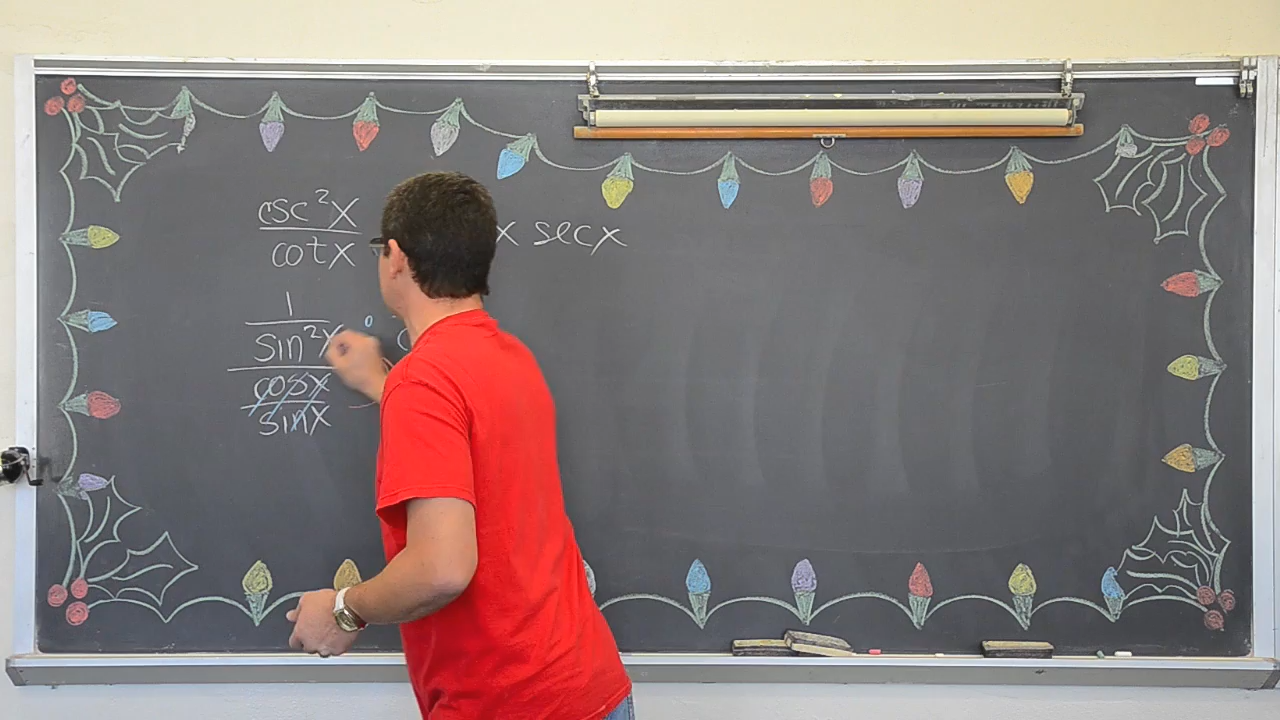 csc²x
cotx
x secx
1
sin²x
cosx
sinx